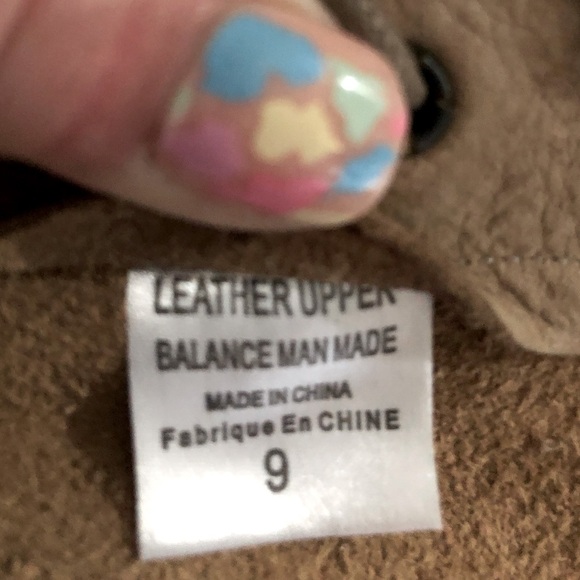 LEATHER UPPER
BALANCE MAN MADE
MADE IN CHINA
Fabrique En CHINE
9